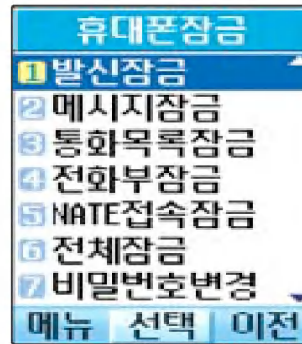 휴대폰잠금
1 발신잠금
2 메시지잠금
3 통화목록잠금
4 전화부잠금
5 NATE접속잠금
6 전체잠금
7 비밀번호변경
메뉴 선택 이전